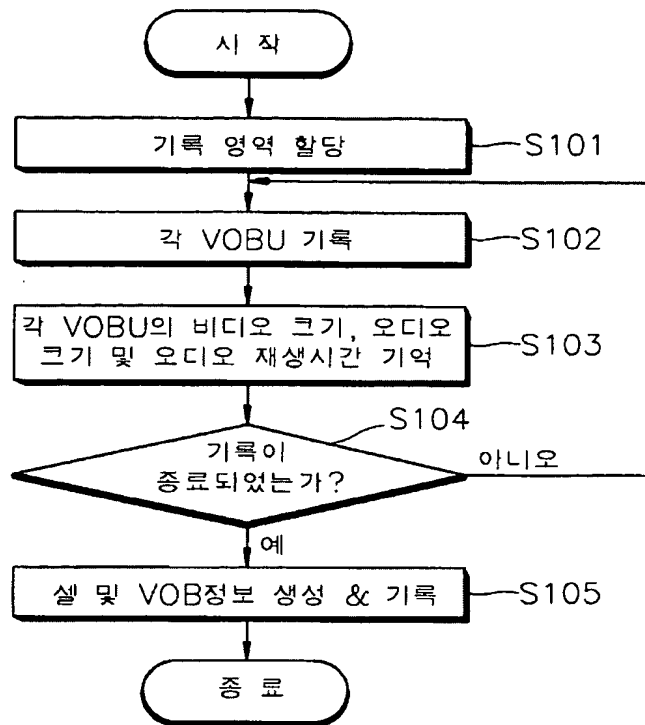 시 작
기록 영역 할당
S101
각 VOBU 기록
S102
각 VOBU의 비디오 크기, 오디오
크기 및 오디오 재생시간 기억
S103
S104
기록이
종료되었는가?
아니오
예
셀 및 VOB정보 생성 & 기록
S105
종 료